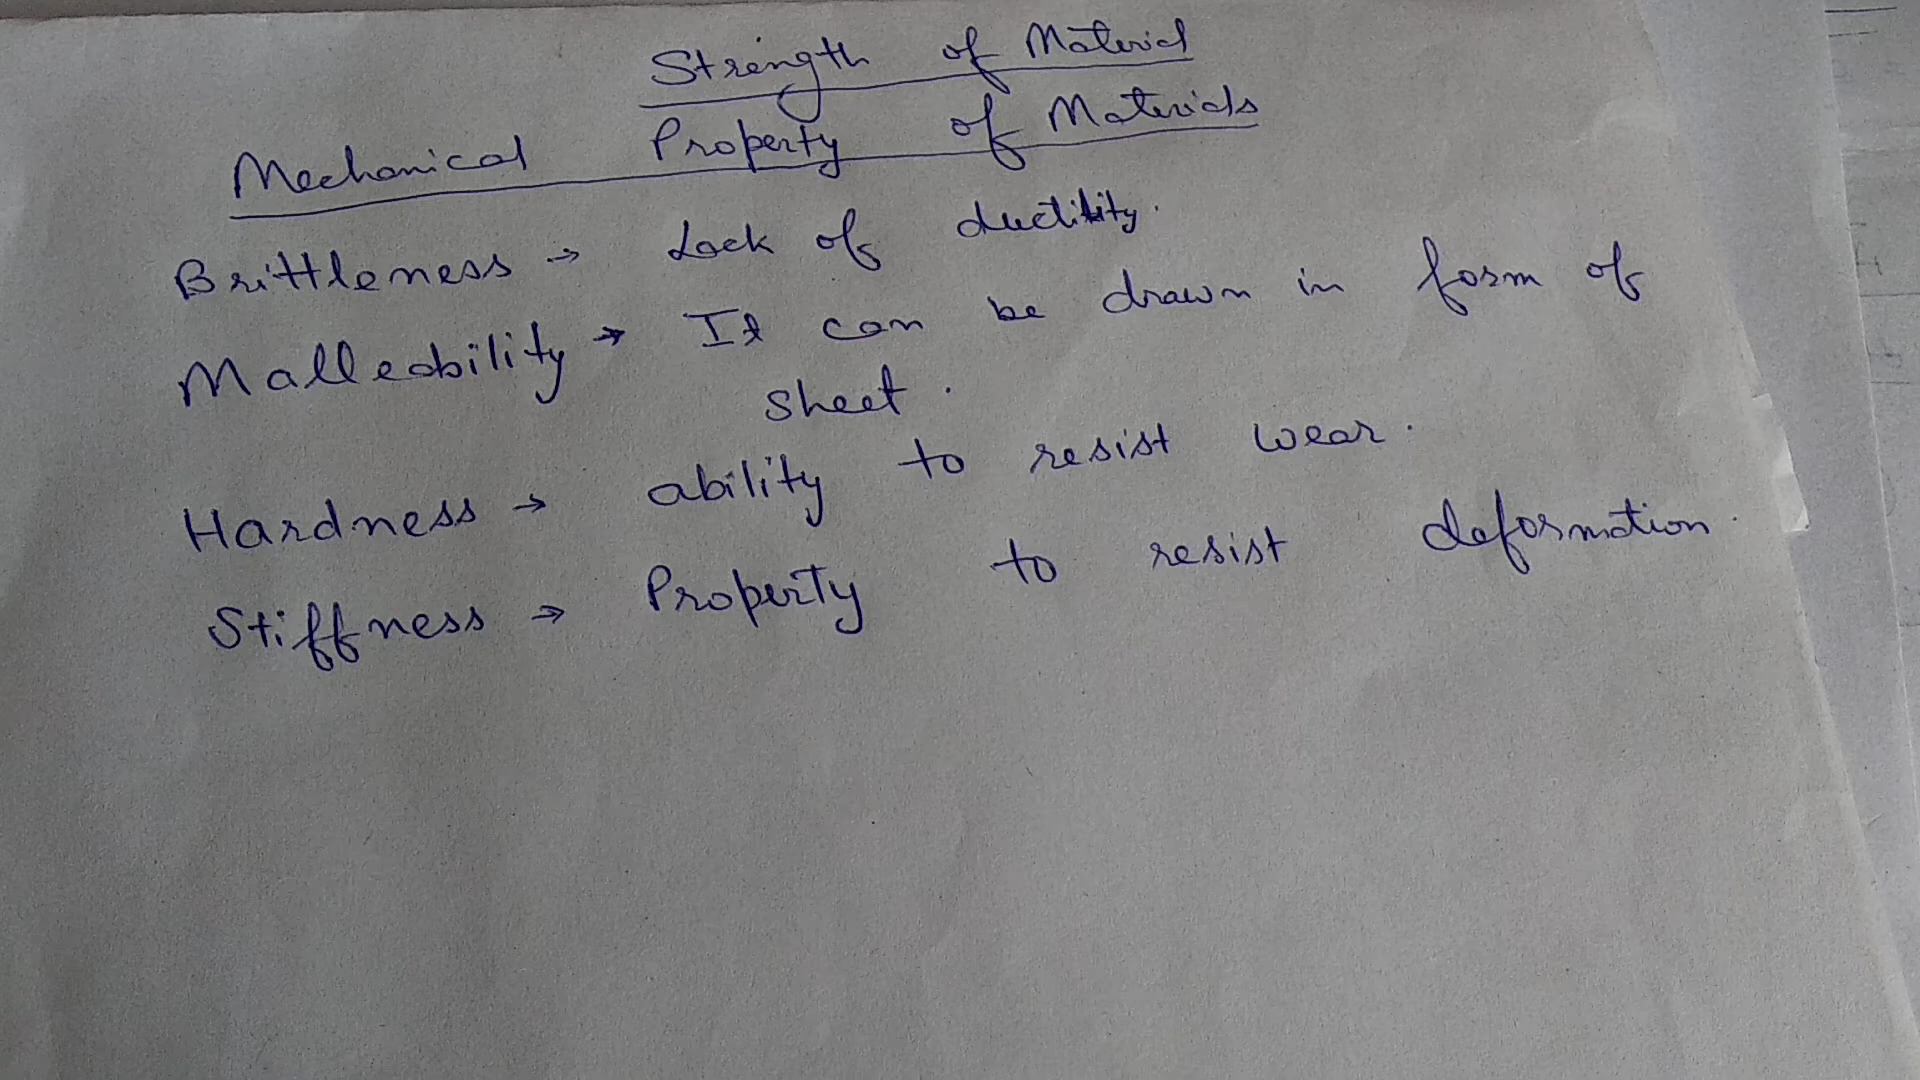 Strength of Material
Mechanical Property of Materials
Brittleness → Lack of ductility.
Malleability → It can be drawn in form of
sheet.
Hardness → ability to resist wear.
Stiffness → Property to resist deformation.